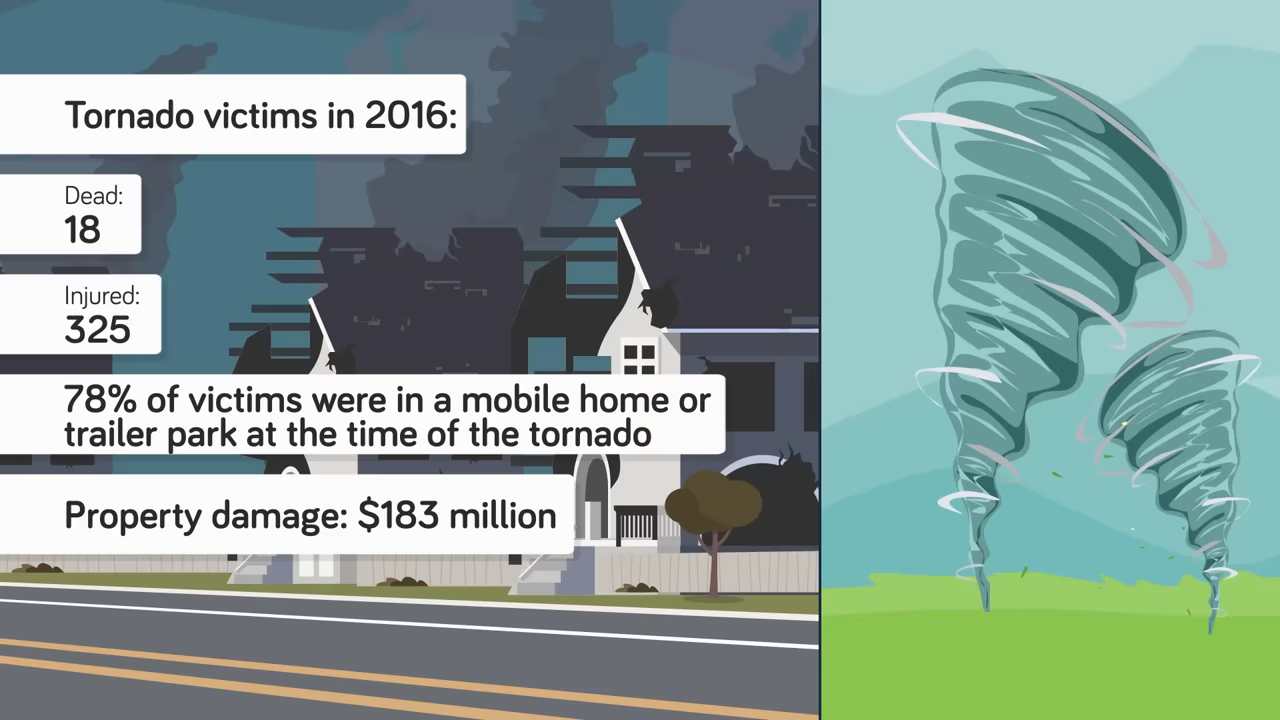 Tornado victims in 2016:
Dead:
18
Injured:
325
78% of victims were in a mobile home or
trailer park at the time of the tornado
Property damage: $183 million